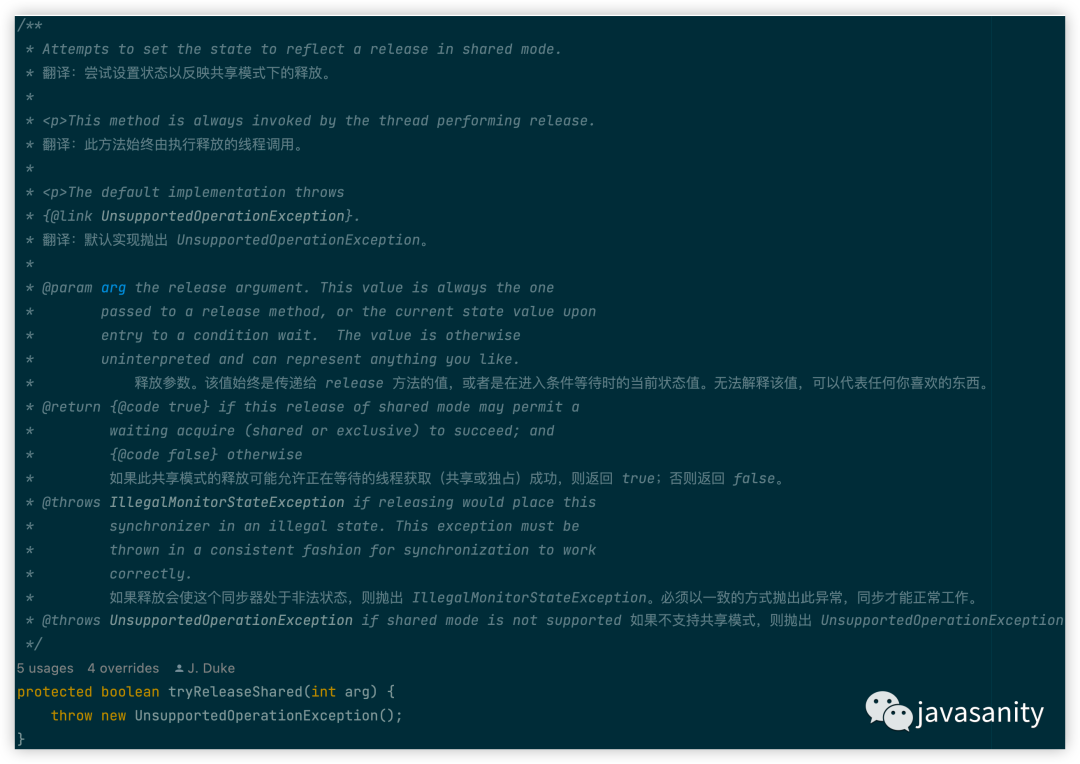 /**
* Attempts to set the state to reflect a release in shared mode.
* 翻译：尝试设置状态以反映共享模式下的释放。
*
* <p>This method is always invoked by the thread performing release.
* 翻译：此方法始终由执行释放的线程调用。
*
* <p>The default implementation throws
* {@link UnsupportedOperationException}.
* 翻译：默认实现抛出 UnsupportedOperationException。
*
* @param arg the release argument. This value is always the one
*        passed to a release method, or the current state value upon
*        entry to a condition wait.  The value is otherwise
*        uninterpreted and can represent anything you like.
*            释放参数。该值始终是传递给 release 方法的值，或者是在进入条件等待时的当前状态值。无法解释该值，可以代表任何你喜欢的东西。
* @return {@code true} if this release of shared mode may permit a
*         waiting acquire (shared or exclusive) to succeed; and
*         {@code false} otherwise
*         如果此共享模式的释放可能允许正在等待的线程获取（共享或独占）成功，则返回 true；否则返回 false。
* @throws IllegalMonitorStateException if releasing would place this
*         synchronizer in an illegal state. This exception must be
*         thrown in a consistent fashion for synchronization to work
*         correctly.
*         如果释放会使这个同步器处于非法状态，则抛出 IllegalMonitorStateException。必须以一致的方式抛出此异常，同步才能正常工作。
* @throws UnsupportedOperationException if shared mode is not supported 如果不支持共享模式，则抛出 UnsupportedOperationException
*/
5 usages 4 overrides J. Duke
protected boolean tryReleaseShared(int arg) {
    throw new UnsupportedOperationException();
}
javasanity